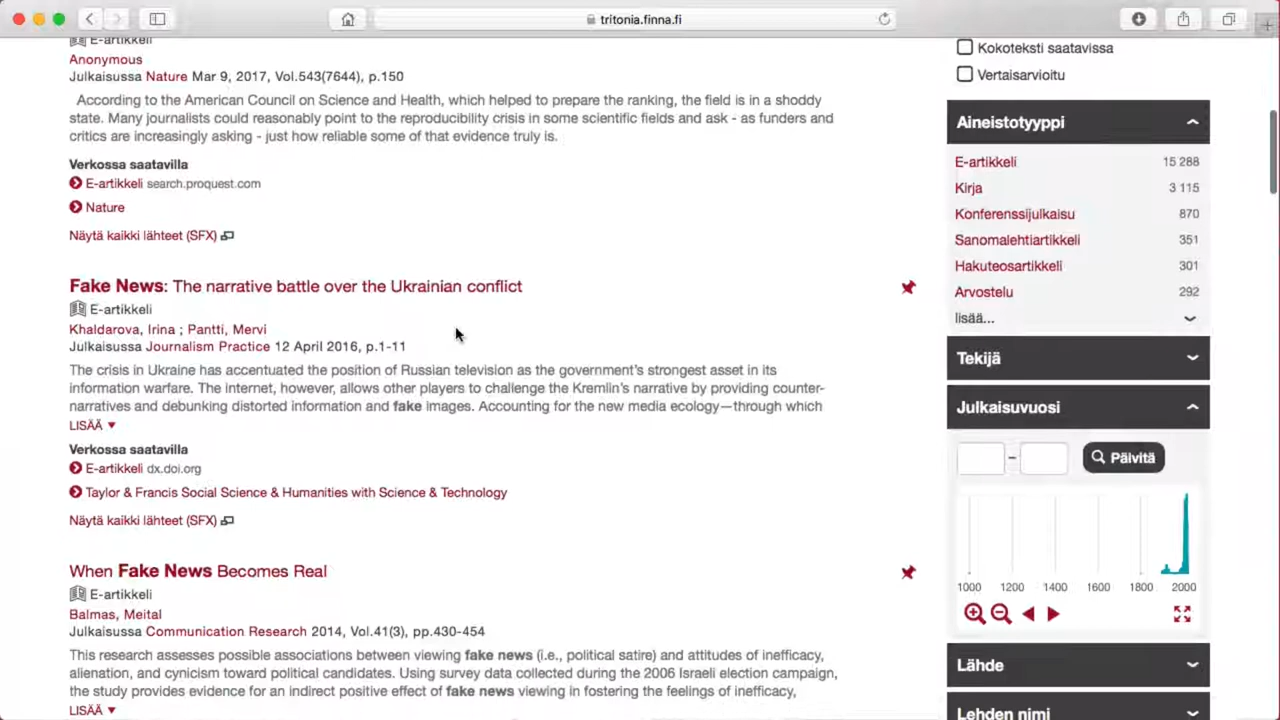 tritonia.finna.fi
E-artikkeli
Anonymous
Julkaisussa Nature Mar 9, 2017, Vol.543(7644), p.150
According to the American Council on Science and Health, which helped to prepare the ranking, the field is in a shoddy
state. Many journalists could reasonably point to the reproducibility crisis in some scientific fields and ask - as funders and
critics are increasingly asking - just how reliable some of that evidence truly is.
Verkossa saatavilla
E-artikkeli search.proquest.com
Nature
Näytä kaikki lähteet (SFX)
Fake News: The narrative battle over the Ukrainian conflict
E-artikkeli
Khaldarova, Irina ; Pantti, Mervi
Julkaisussa Journalism Practice 12 April 2016, p.1-11
The crisis in Ukraine has accentuated the position of Russian television as the government's strongest asset in its
information warfare. The internet, however, allows other players to challenge the Kremlin's narrative by providing counter-
narratives and debunking distorted information and fake images. Accounting for the new media ecology—through which
LISÄÄ
Verkossa saatavilla
E-artikkeli dx.doi.org
Taylor & Francis Social Science & Humanities with Science & Technology
Näytä kaikki lähteet (SFX)
When Fake News Becomes Real
E-artikkeli
Balmas, Meital
Julkaisussa Communication Research 2014, Vol.41(3), pp.430-454
This research assesses possible associations between viewing fake news (i.e., political satire) and attitudes of inefficacy,
alienation, and cynicism toward political candidates. Using survey data collected during the 2006 Israeli election campaign,
the study provides evidence for an indirect positive effect of fake news viewing in fostering the feelings of inefficacy,
LISÄÄ
Kokoteksti saatavissa
Vertaisarvioitu
Aineistotyyppi
E-artikkeli 15 288
Kirja 3 115
Konferenssijulkaisu 870
Sanomalehtiartikkeli 351
Hakuteosartikkeli 301
Arvostelu 292
lisää...
Tekijä
Julkaisuvuosi
– Päivitä
1000 1200 1400 1600 1800 2000
Lähde
Lehden nimi